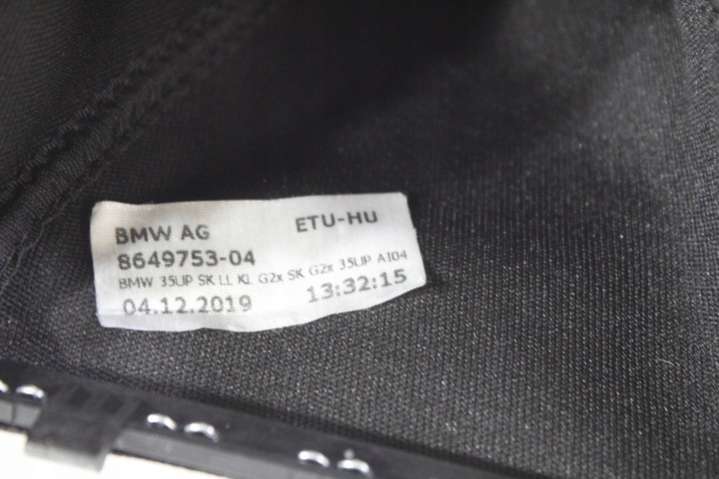 BMW AG ETU-HU
8649753-04
BMW 35UP SK LL KL G2x SK G2x 35UP AI04
04.12.2019 13:32:15